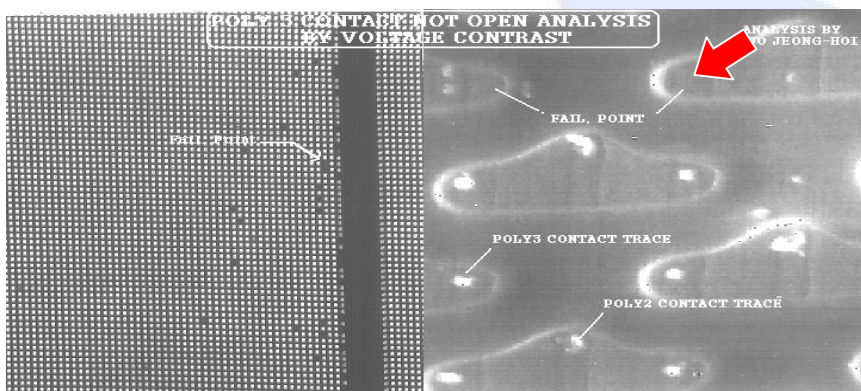 POLY 3 CONTACT NOT OPEN ANALYSIS
BY VOLTAGE CONTRAST
ANALYSIS BY
JEONG-HOI
FAIL. POINT
Fail Point
POLY3 CONTACT TRACE
POLY2 CONTACT TRACE